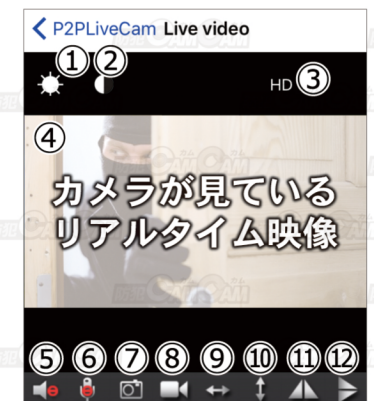 P2PLiveCam Live video
① ②
HD ③
④
カメラが見ている
リアルタイム映像
⑤ ⑥ ⑦ ⑧ ⑨ ⑩ ⑪ ⑫